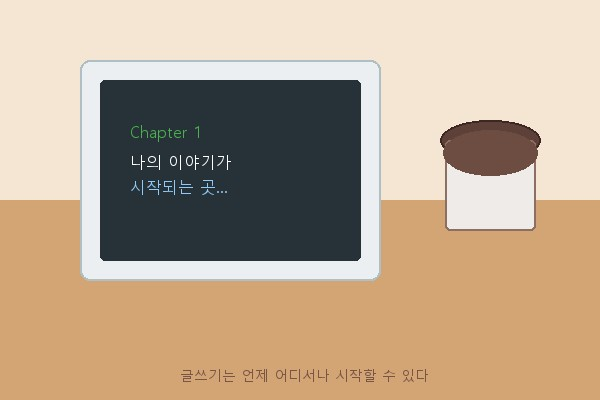 Chapter 1
나의 이야기가
시작되는 곳...
글쓰기는 언제 어디서나 시작할 수 있다